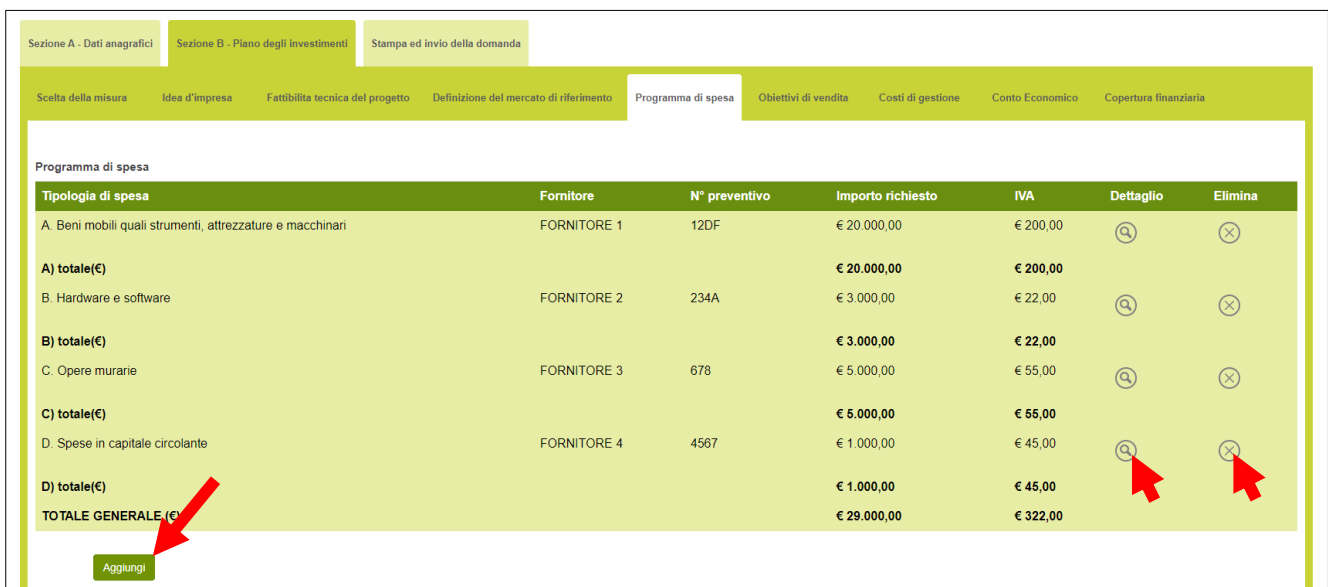 Sezione A - Dati anagrafici Sezione B - Piano degli investimenti Stampa ed invio della domanda
Scelta della misura Idea d'impresa Fattibilita tecnica del progetto Definizione del mercato di riferimento Programma di spesa Obiettivi di vendita Costi di gestione Conto Economico Copertura finanziaria
Programma di spesa
Tipologia di spesa Fornitore N° preventivo Importo richiesto IVA Dettaglio Elimina
A. Beni mobili quali strumenti, attrezzature e macchinari FORNITORE 1 12DF € 20.000,00 € 200,00
A) totale(€) € 20.000,00 € 200,00
B. Hardware e software FORNITORE 2 234A € 3.000,00 € 22,00
B) totale(€) € 3.000,00 € 22,00
C. Opere murarie FORNITORE 3 678 € 5.000,00 € 55,00
C) totale(€) € 5.000,00 € 55,00
D. Spese in capitale circolante FORNITORE 4 4567 € 1.000,00 € 45,00
D) totale(€) € 1.000,00 € 45,00
TOTALE GENERALE (€) € 29.000,00 € 322,00
Aggiungi